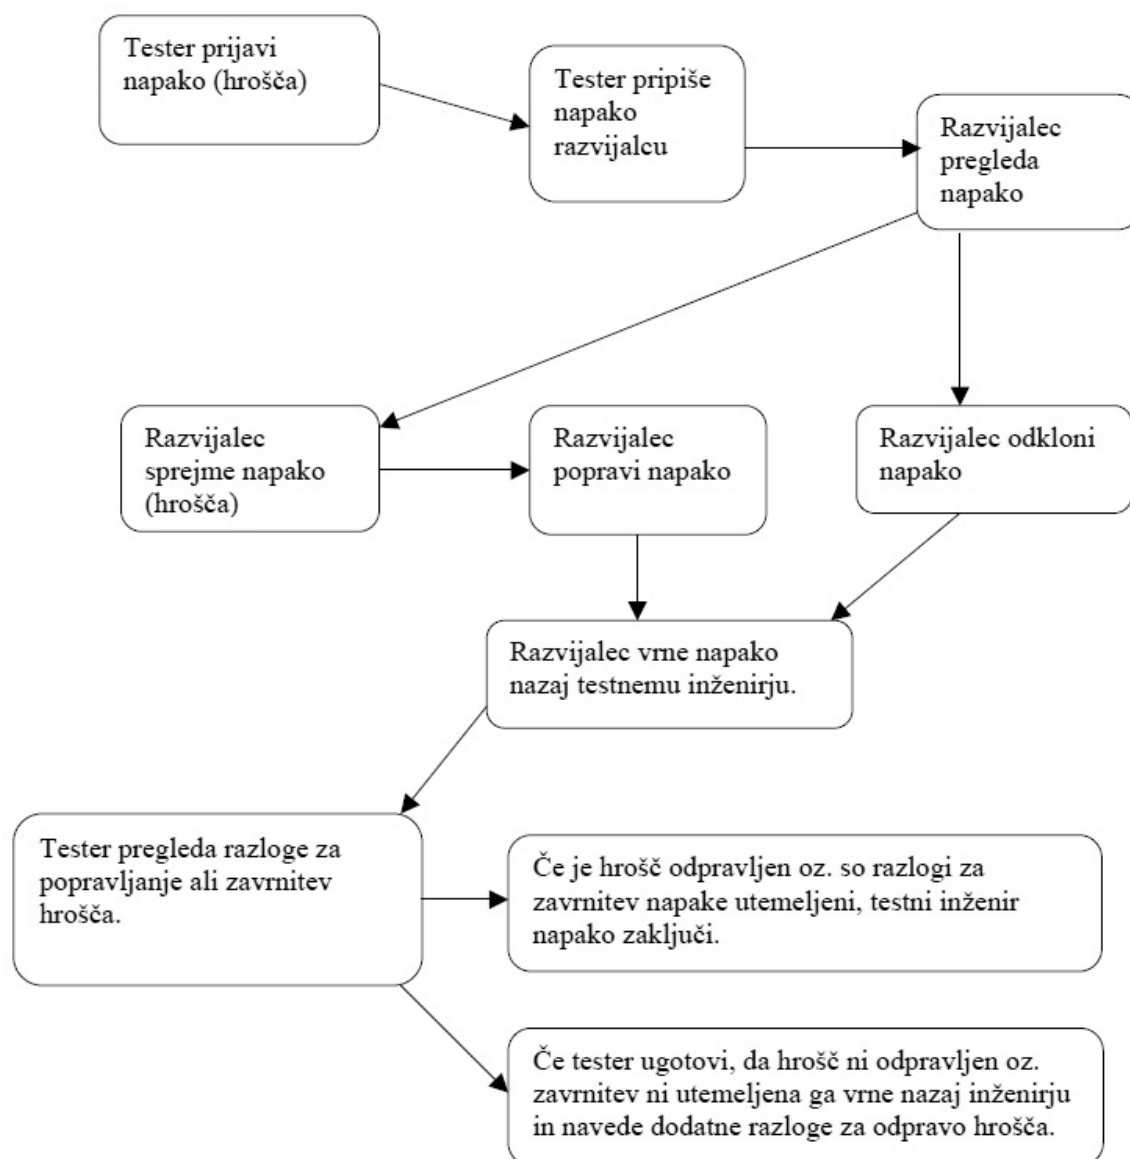 Tester prijavi
napako (hrošča)
Tester pripiše
napako
razvijalcu
Razvijalec
pregleda
napako
Razvijalec
sprejme napako
(hrošča)
Razvijalec
popravi napako
Razvijalec odkloni
napako
Razvijalec vrne napako
nazaj testnemu inženirju.
Tester pregleda razloge za
popravljanje ali zavrnitev
hrošča.
Če je hrošč odpravljen oz. so razlogi za
zavrnitev napake utemeljeni, testni inženir
napako zaključi.
Če tester ugotovi, da hrošč ni odpravljen oz.
zavrnitev ni utemeljena ga vrne nazaj inženirju
in navede dodatne razloge za odpravo hrošča.